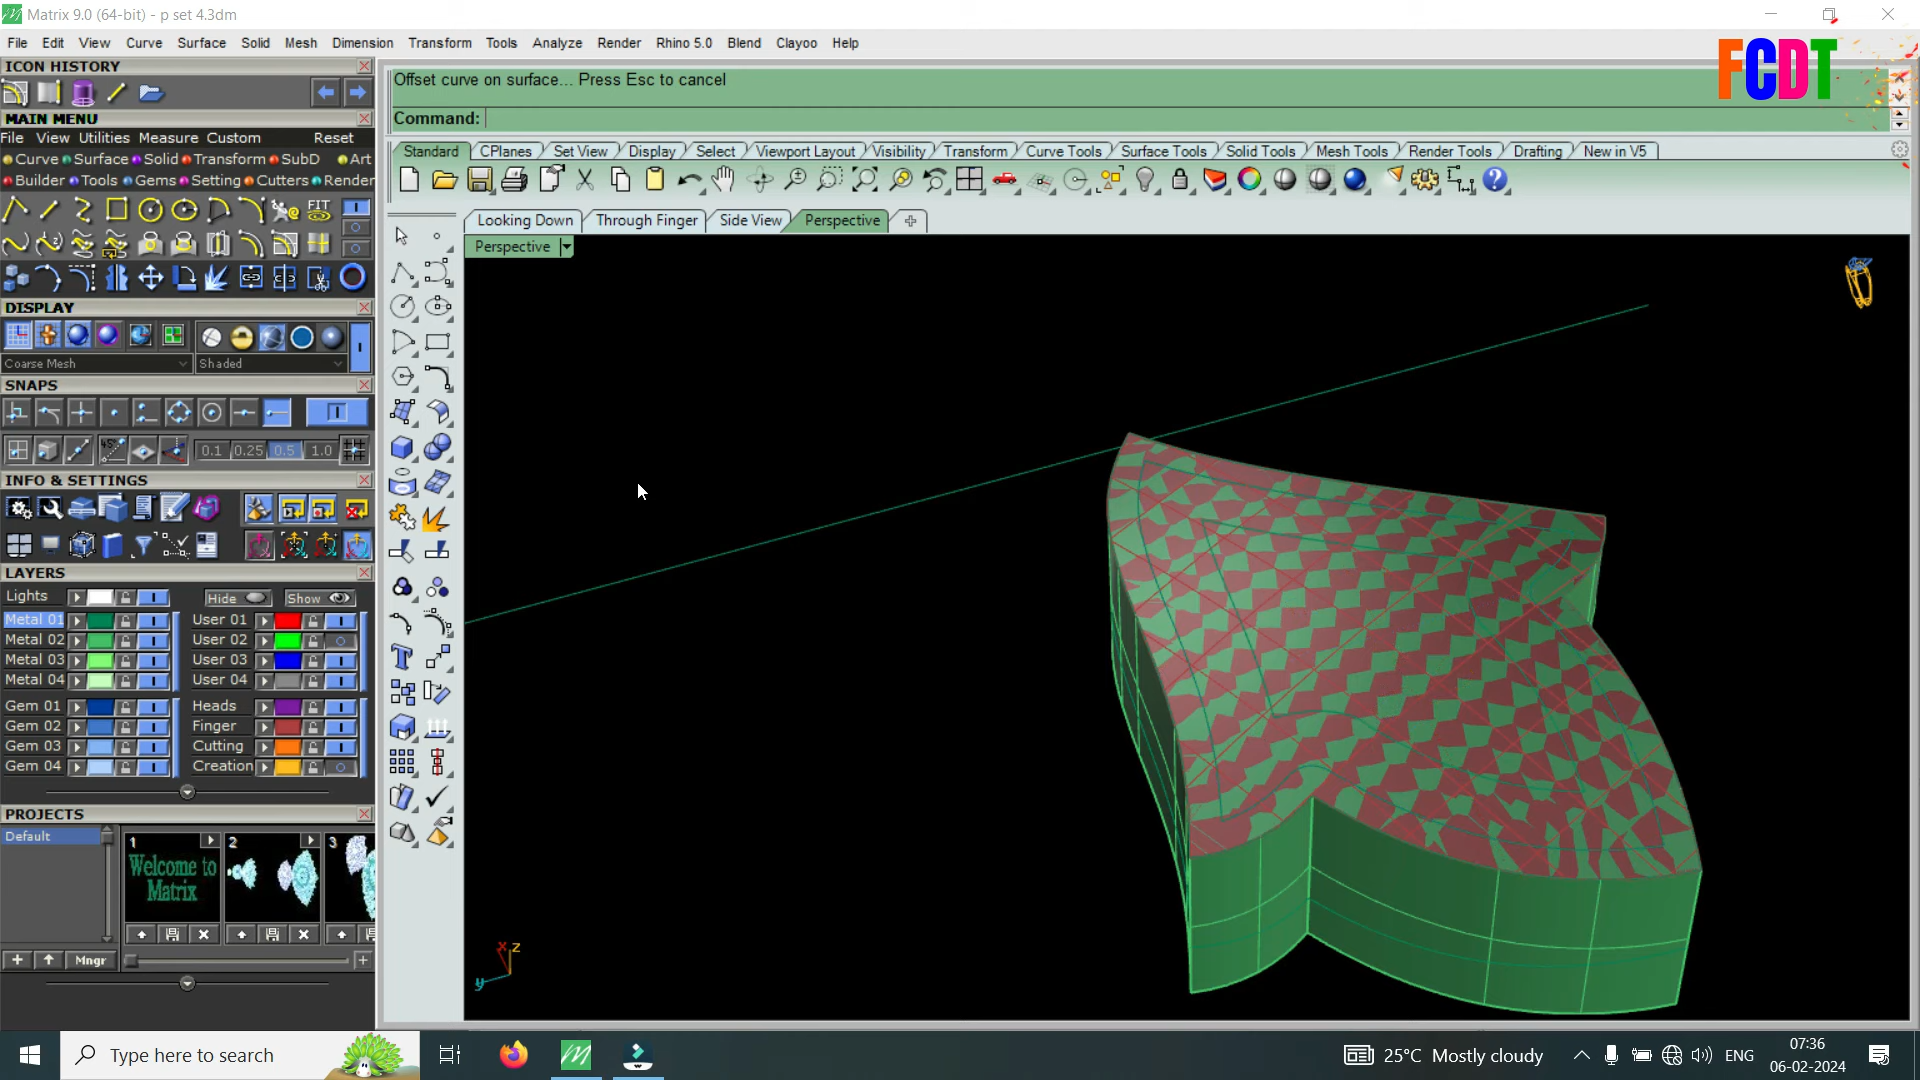 Matrix 9.0 (64-bit) - p set 4.3dm
File Edit View Curve Surface Solid Mesh Dimension Transform Tools Analyze Render Rhino 5.0 Blend Clayoo Help
FCDT
ICON HISTORY
Offset curve on surface... Press Esc to cancel
Command:
MAIN MENU
File View Utilities Measure Custom Reset
Curve Surface Solid Transform SubD Art
Builder Tools Gems Setting Cutters Render
FIT
Standard CPlanes Set View Display Select Viewport Layout Visibility Transform Curve Tools Surface Tools Solid Tools Mesh Tools Render Tools Drafting New in V5
Looking Down Through Finger Side View Perspective
Perspective
DISPLAY
Coarse Mesh Shaded
SNAPS
0.1 0.25 0.5 1.0
INFO & SETTINGS
LAYERS
Lights Hide Show
Metal 01 User 01
Metal 02 User 02
Metal 03 User 03
Metal 04 User 04
Gem 01 Heads
Gem 02 Finger
Gem 03 Cutting
Gem 04 Creation
PROJECTS
Default
1 2 3
Welcome to
Matrix
Mngr
x z
y
Type here to search
25°C Mostly cloudy
ENG
07:36
06-02-2024